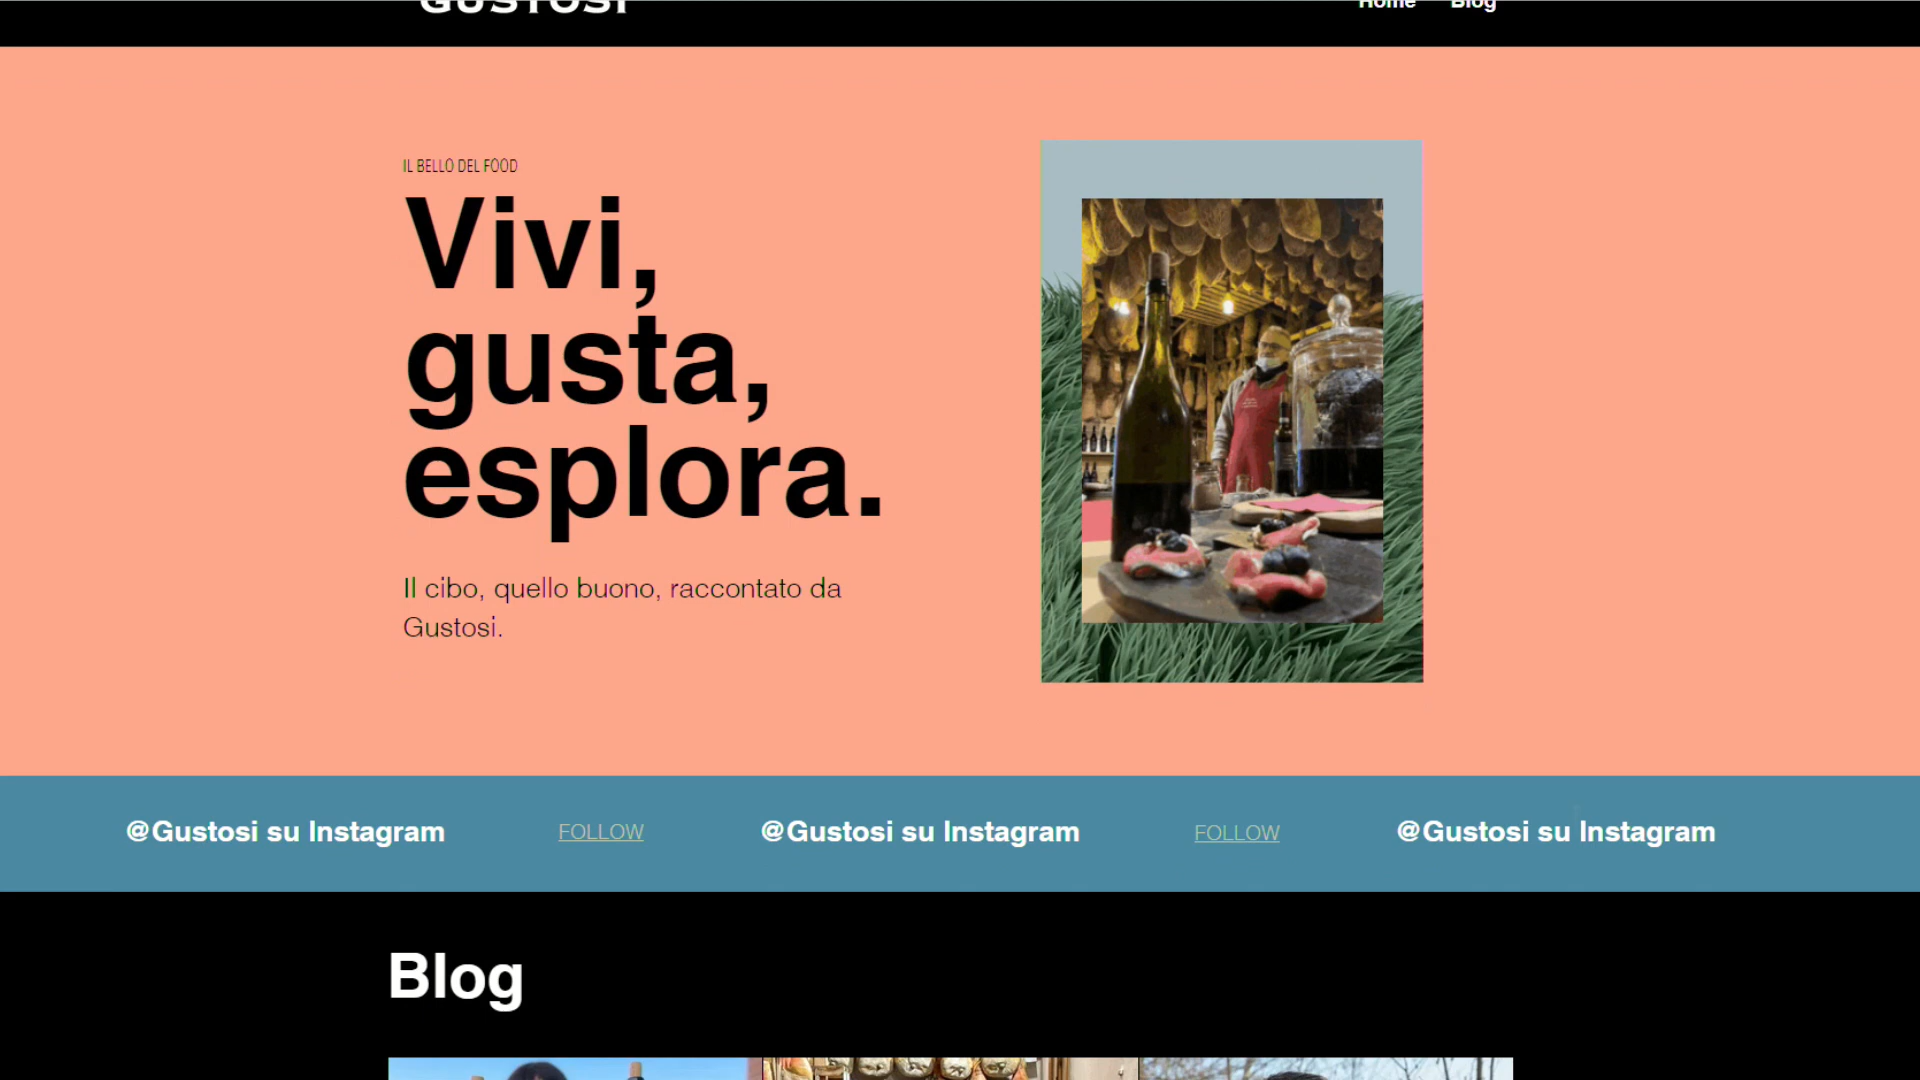 GUSTOSI
Home Blog
IL BELLO DEL FOOD
Vivi,
gusta,
esplora.
Il cibo, quello buono, raccontato da
Gustosi.
@Gustosi su Instagram FOLLOW @Gustosi su Instagram FOLLOW @Gustosi su Instagram
Blog